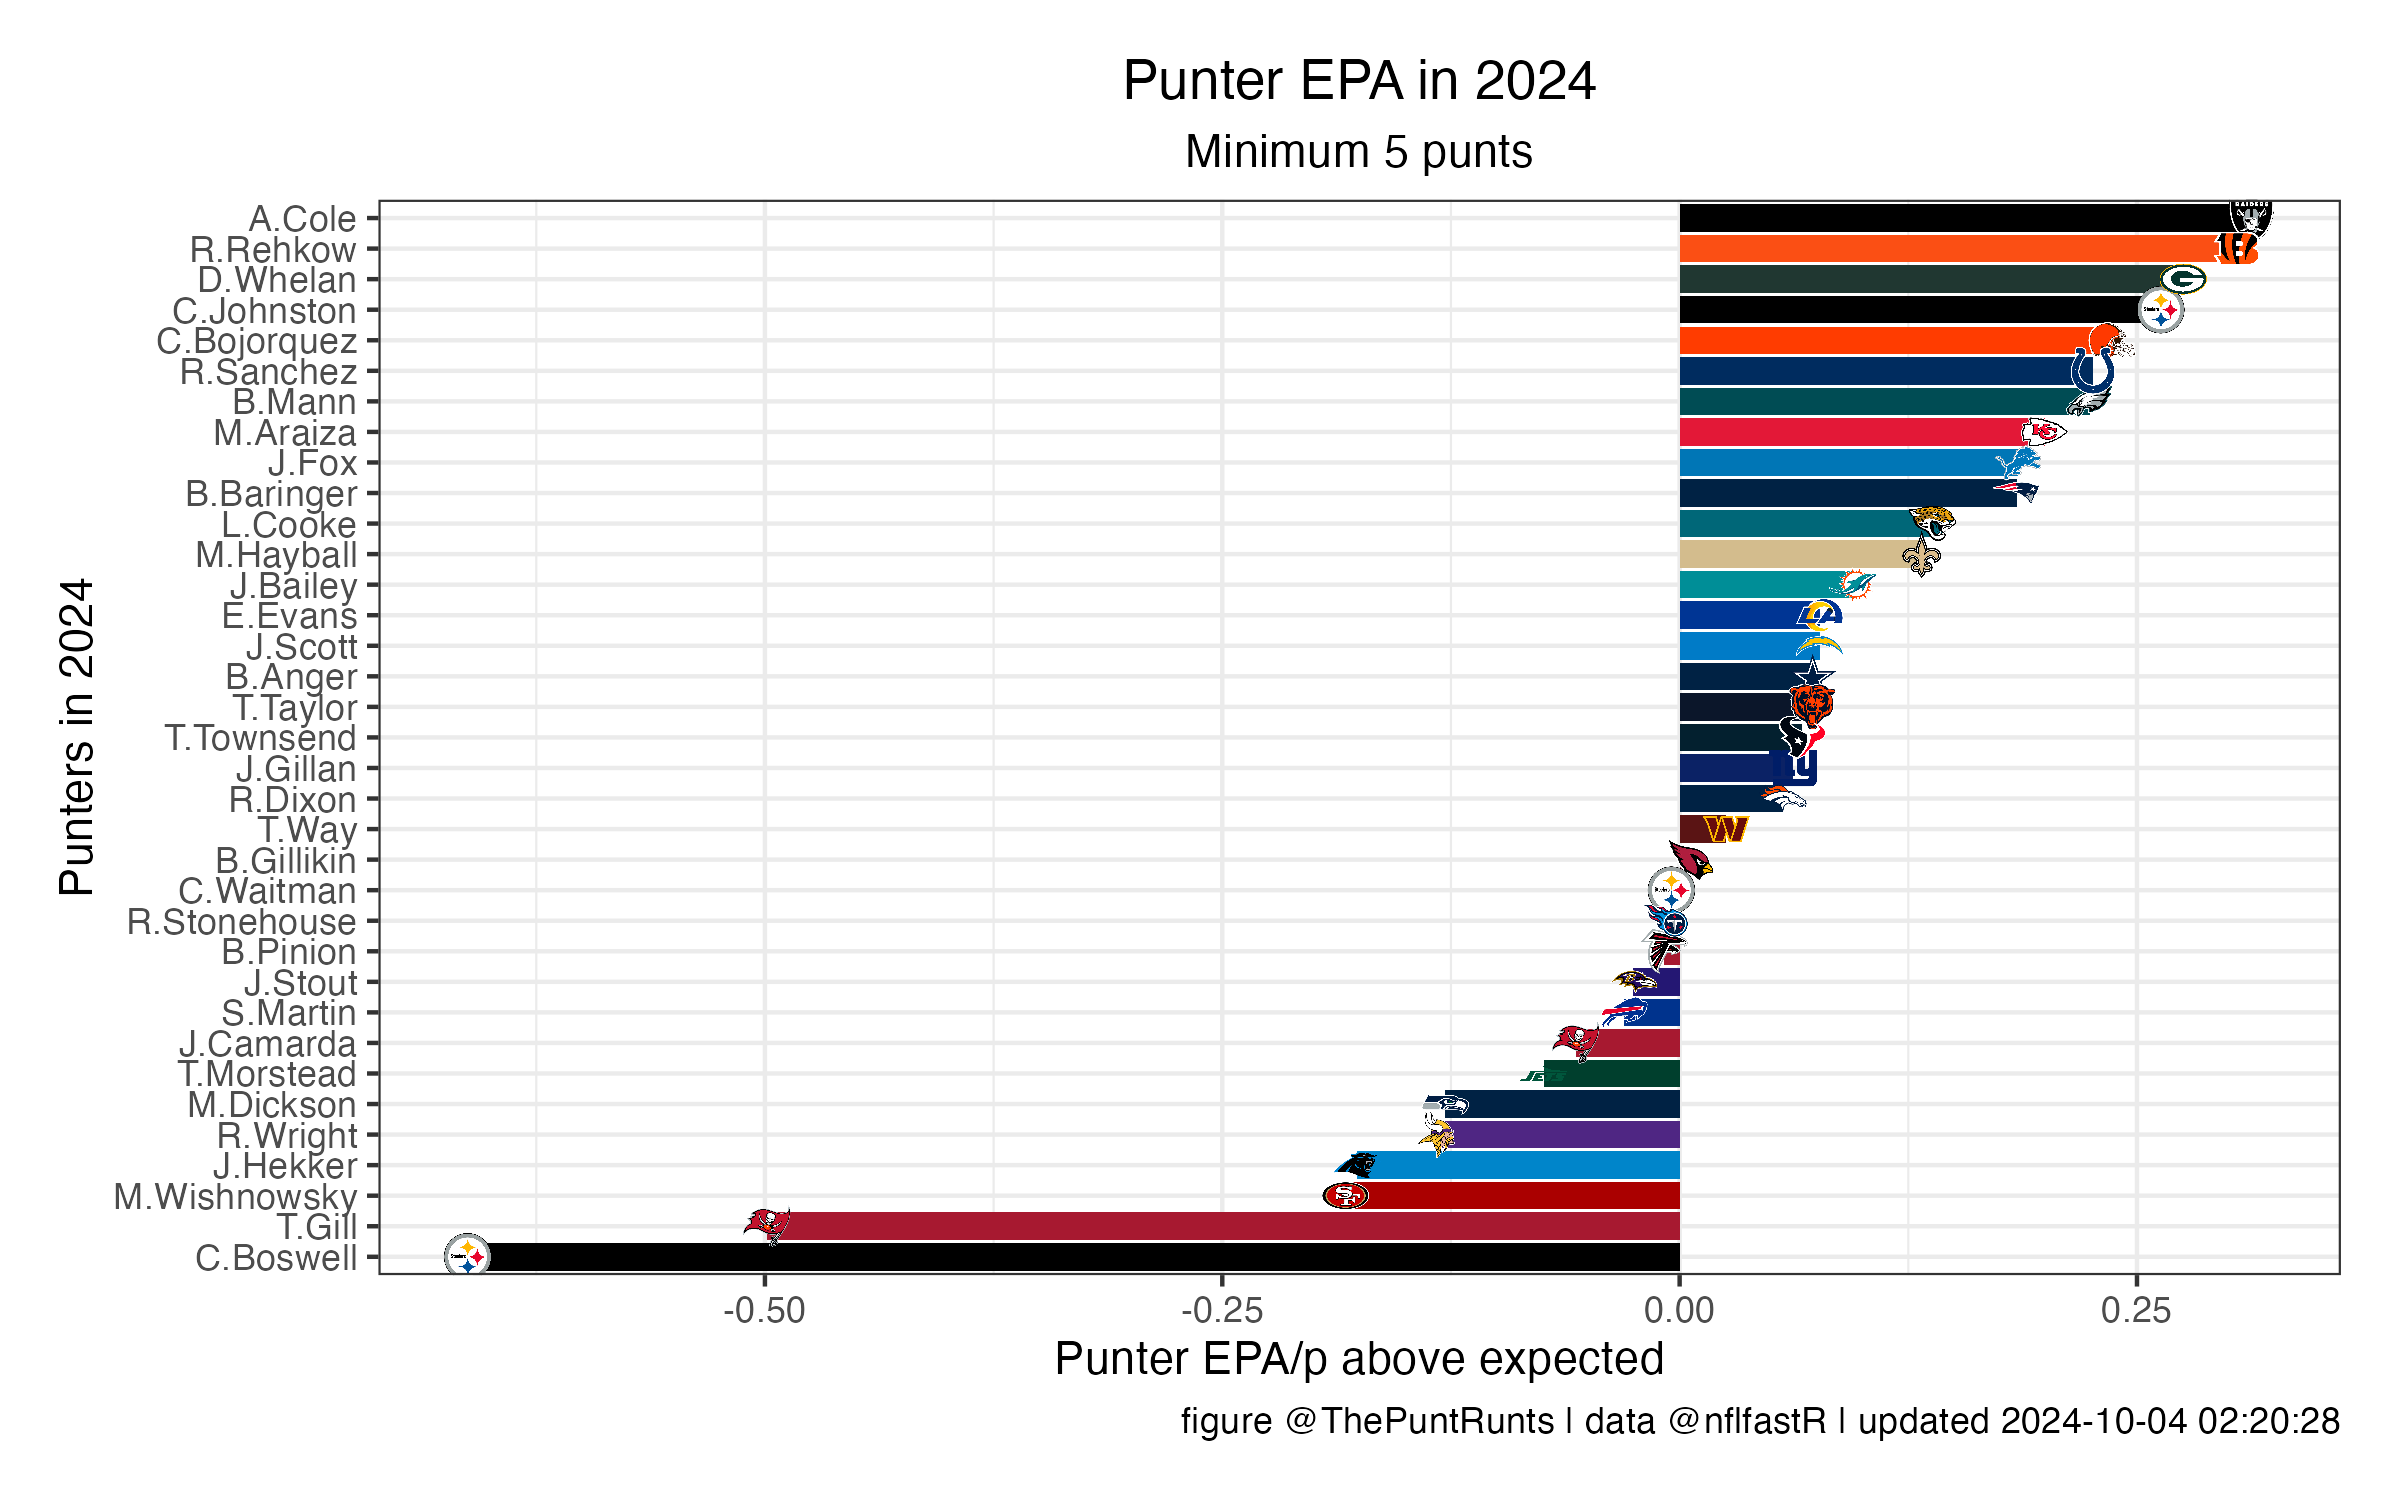 Punter EPA in 2024
Minimum 5 punts
Punters in 2024
A.Cole
R.Rehkow
D.Whelan
C.Johnston
C.Bojorquez
R.Sanchez
B.Mann
M.Araiza
J.Fox
B.Baringer
L.Cooke
M.Hayball
J.Bailey
E.Evans
J.Scott
B.Anger
T.Taylor
T.Townsend
J.Gillan
R.Dixon
T.Way
B.Gillikin
C.Waitman
R.Stonehouse
B.Pinion
J.Stout
S.Martin
J.Camarda
T.Morstead
M.Dickson
R.Wright
J.Hekker
M.Wishnowsky
T.Gill
C.Boswell
-0.50 -0.25 0.00 0.25
Punter EPA/p above expected
figure @ThePuntRunts | data @nflfastR | updated 2024-10-04 02:20:28